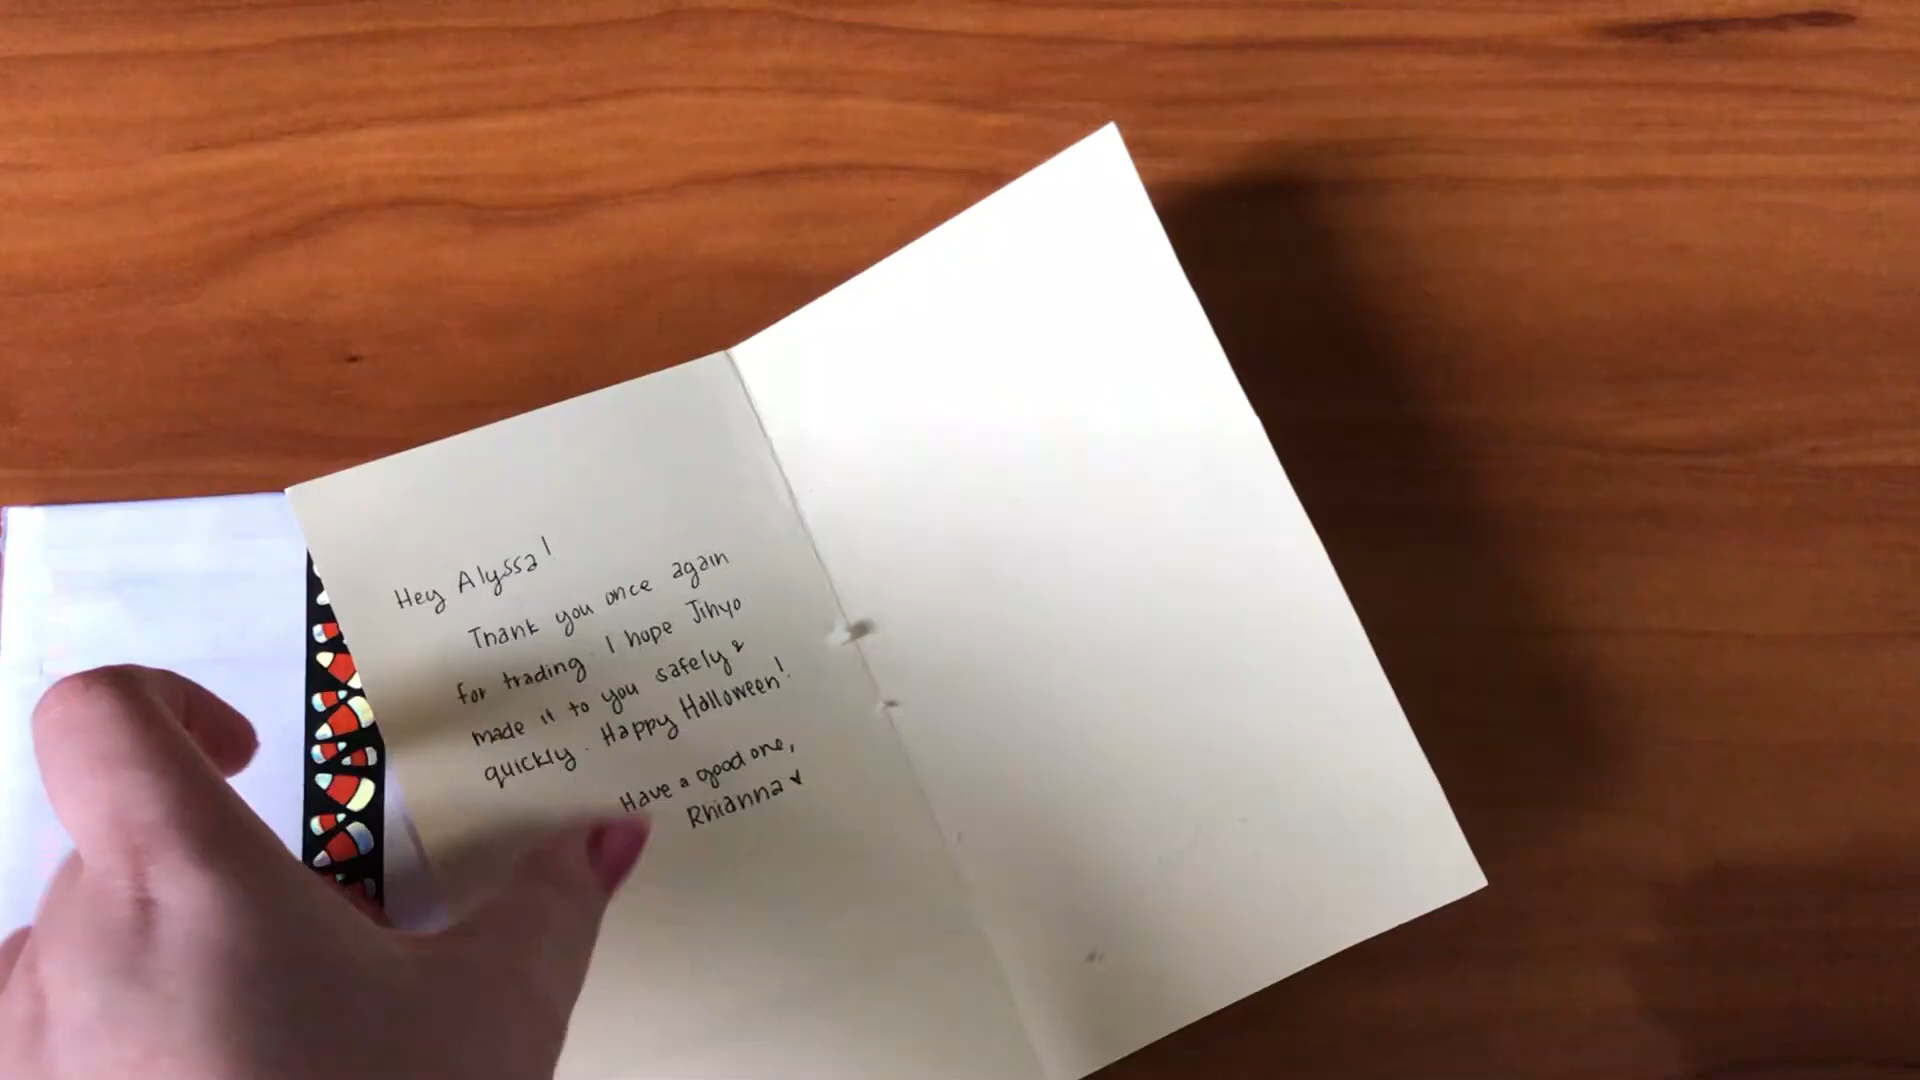 Hey Alyssa!
Thank you once again
for trading. I hope Jihyo
made it to you safely &
quickly. Happy Halloween!
Have a good one,
Rhianna ♥